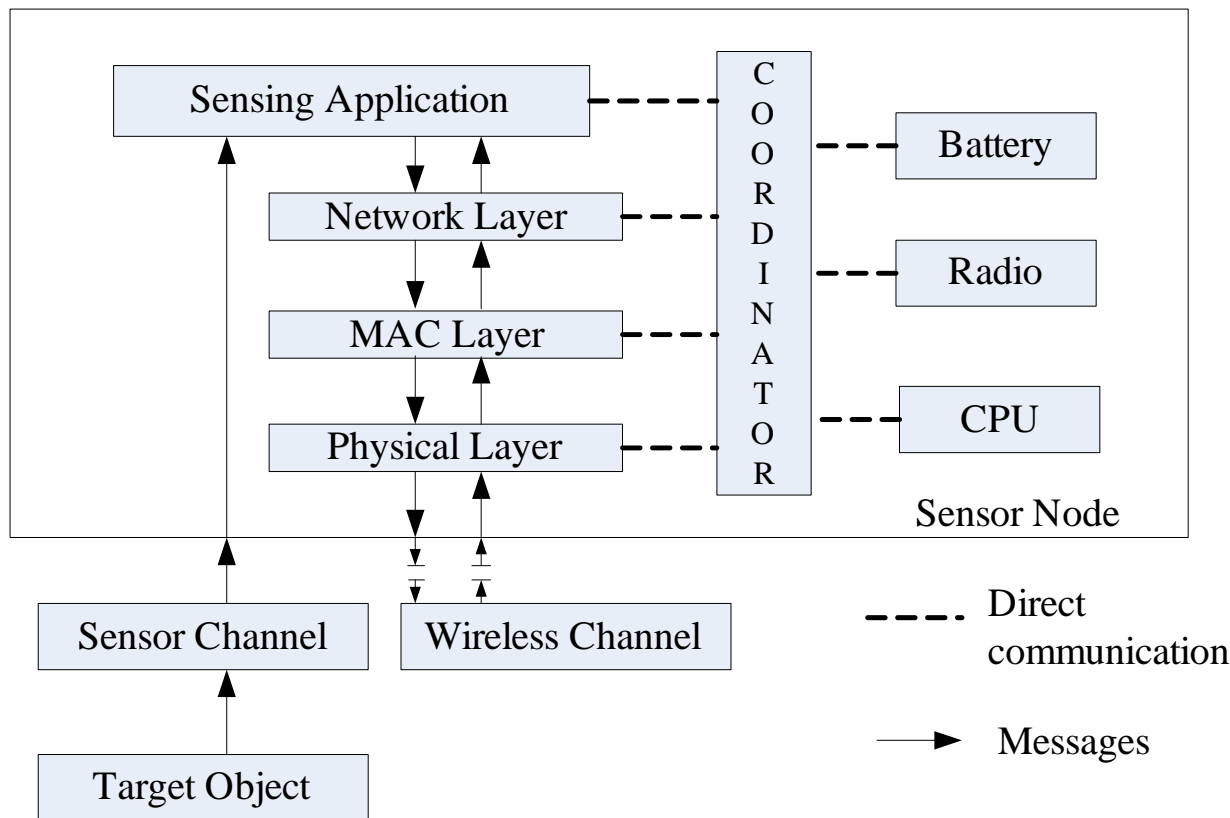 Sensing Application
Network Layer
MAC Layer
Physical Layer
C
O
O
R
D
I
N
A
T
O
R
Battery
Radio
CPU
Sensor Node
Sensor Channel
Wireless Channel
Target Object
Direct
communication
Messages